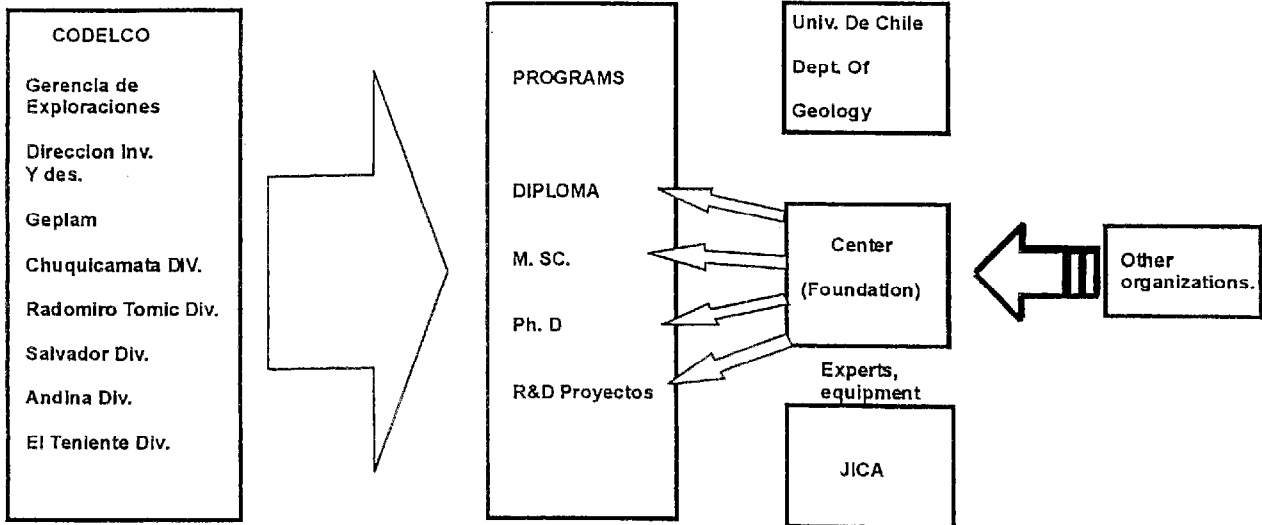 CODELCO
Gerencia de
Exploraciones
Direccion Inv.
Y des.
Geplam
Chuquicamata DIV.
Radomiro Tomic Div.
Salvador Div.
Andina Div.
El Teniente Div.
PROGRAMS
DIPLOMA
M. SC.
Ph. D
R&D Proyectos
Univ. De Chile
Dept. Of
Geology
Center
(Foundation)
Experts,
equipment
JICA
Other
organizations.